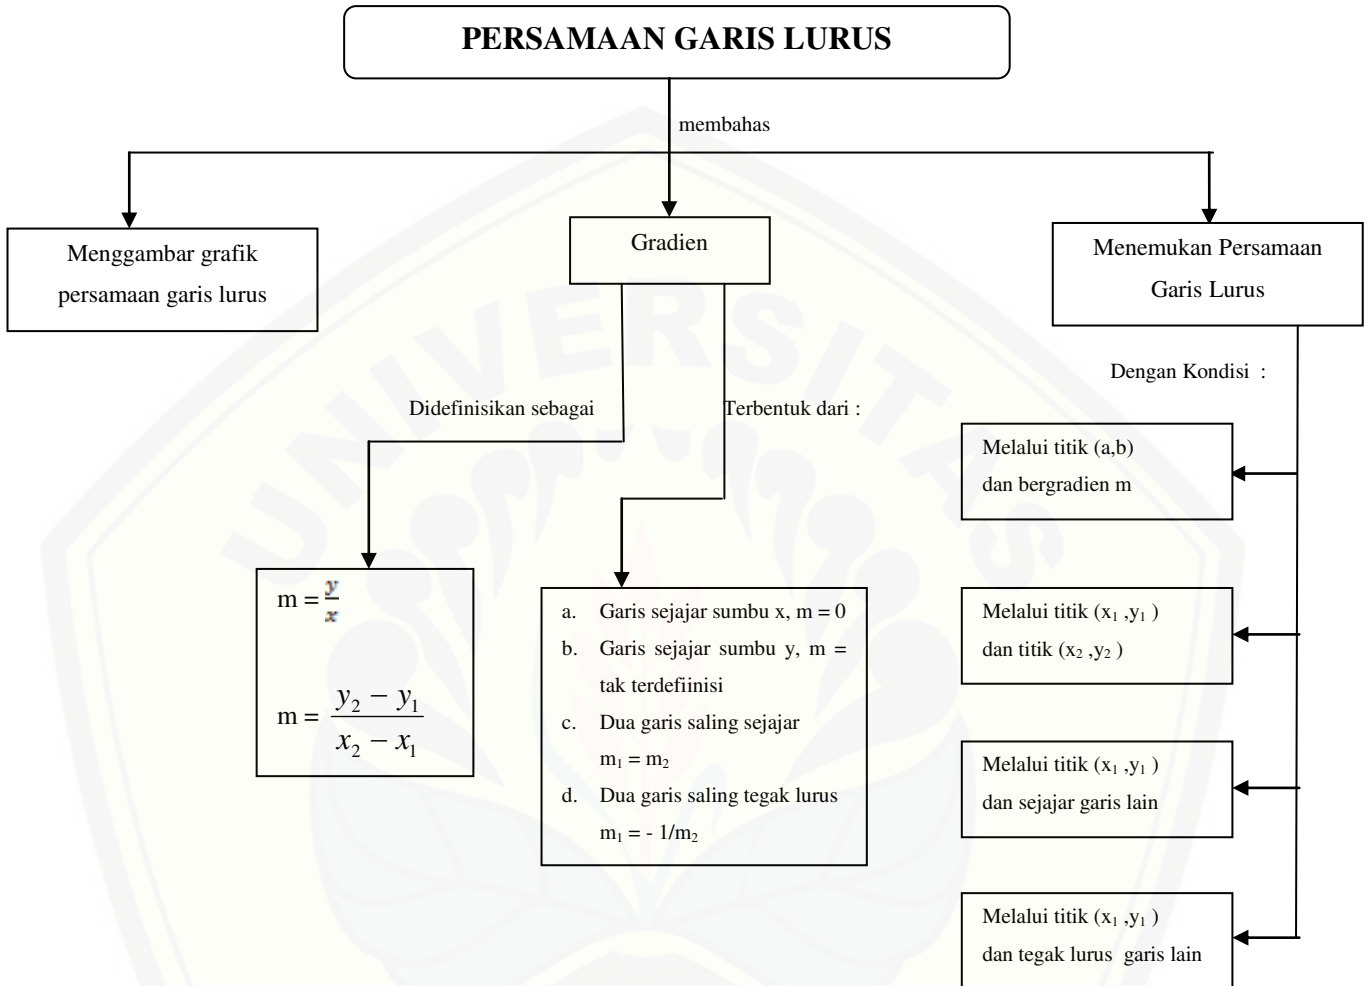 PERSAMAAN GARIS LURUS
membahas
Menggambar grafik
persamaan garis lurus
Gradien
Menemukan Persamaan
Garis Lurus
Didefinisikan sebagai
Terbentuk dari :
Dengan Kondisi :
m = y/x
m = (y₂ − y₁)/(x₂ − x₁)
a. Garis sejajar sumbu x, m = 0
b. Garis sejajar sumbu y, m =
tak terdefiinisi
c. Dua garis saling sejajar
m₁ = m₂
d. Dua garis saling tegak lurus
m₁ = - 1/m₂
Melalui titik (a,b)
dan bergradien m
Melalui titik (x₁ ,y₁ )
dan titik (x₂ ,y₂ )
Melalui titik (x₁ ,y₁ )
dan sejajar garis lain
Melalui titik (x₁ ,y₁ )
dan tegak lurus garis lain
UNIVERSITAS